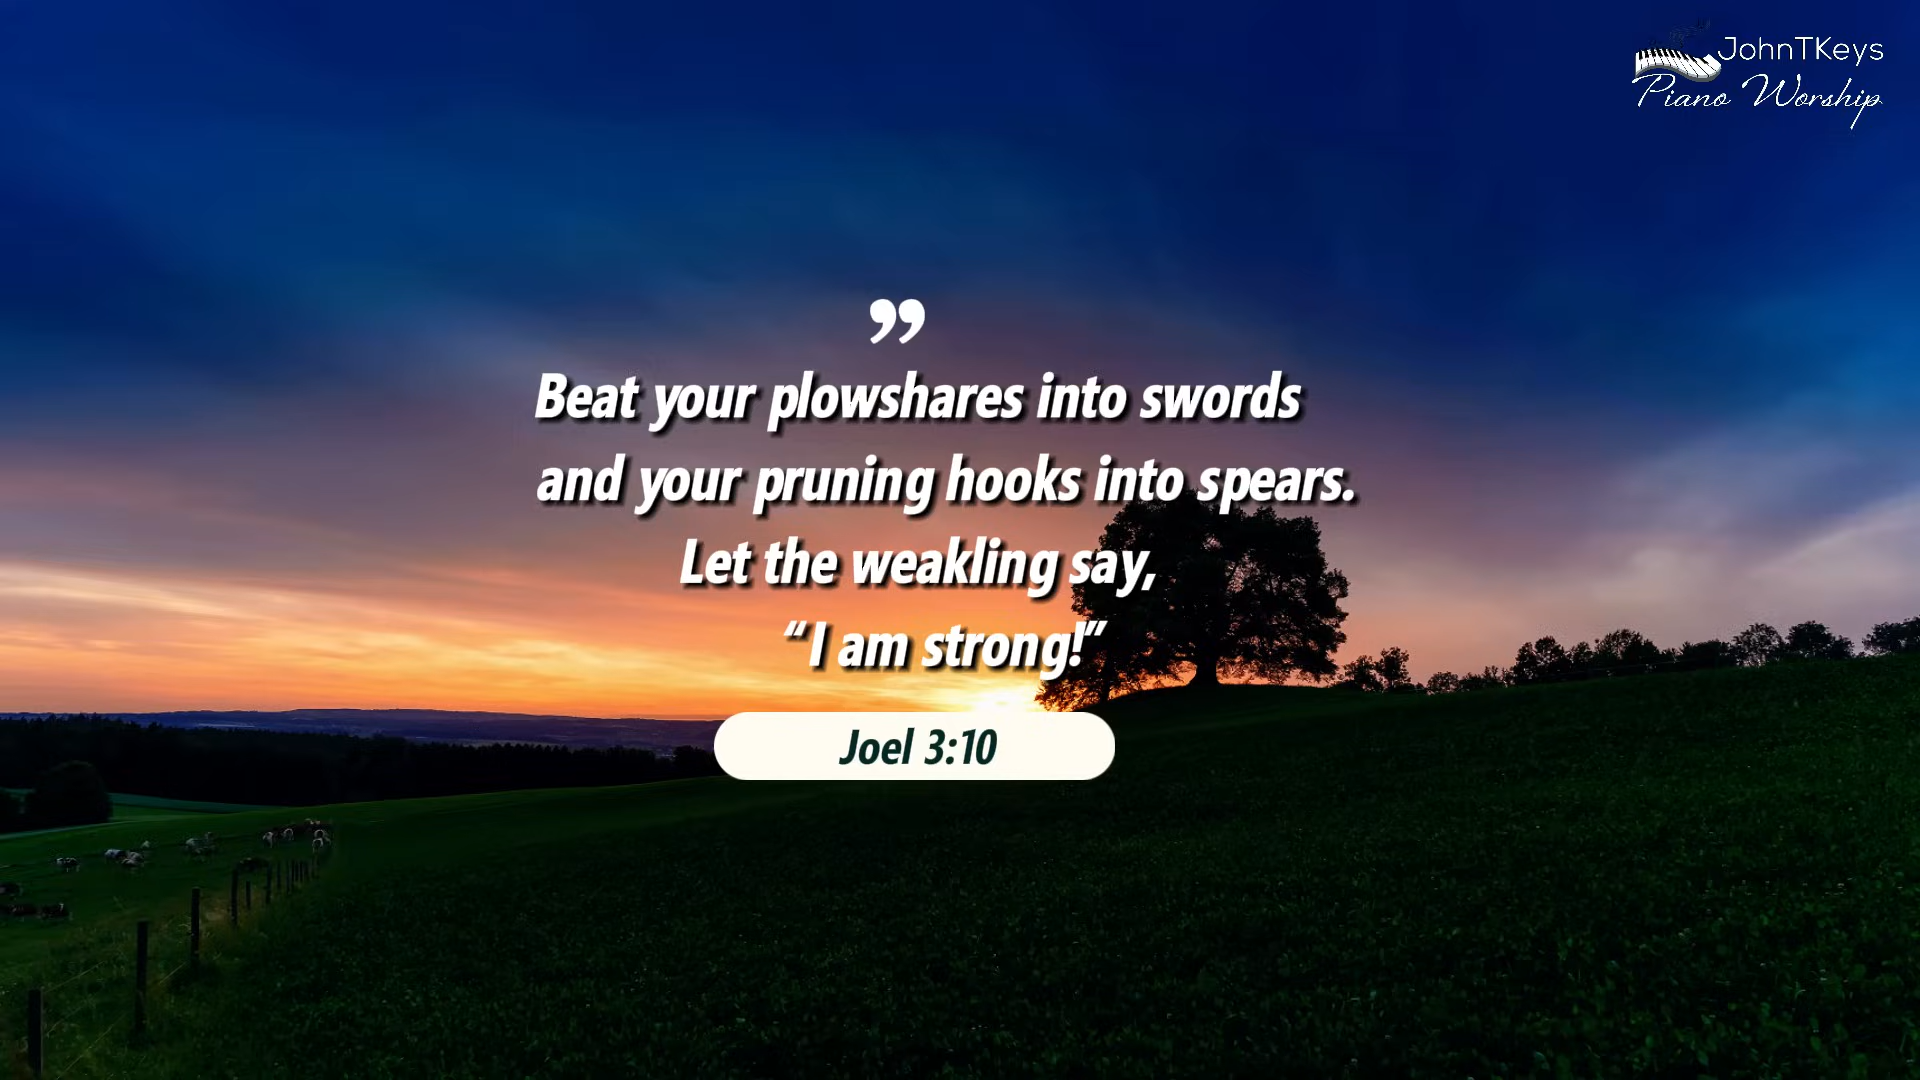 JohnTKeys
Piano Worship
”
Beat your plowshares into swords
and your pruning hooks into spears.
Let the weakling say,
“I am strong!”
Joel 3:10